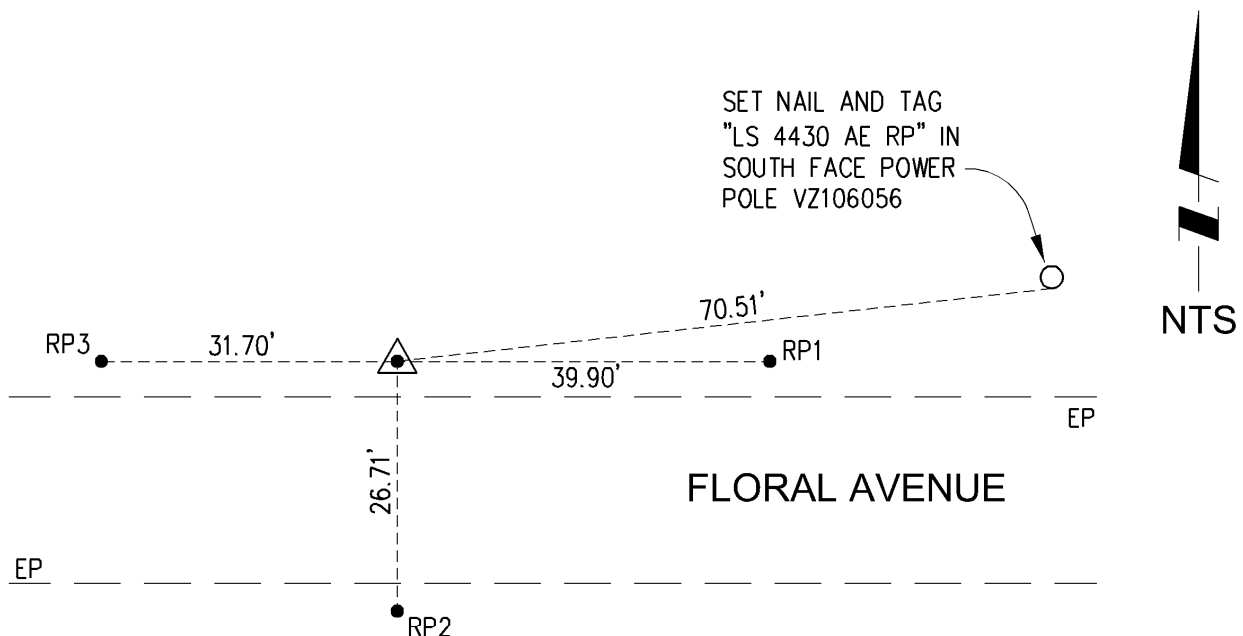 SET NAIL AND TAG
"LS 4430 AE RP" IN
SOUTH FACE POWER
POLE VZ106056
NTS
70.51'
RP3
31.70'
39.90'
RP1
EP
26.71'
FLORAL AVENUE
EP
RP2